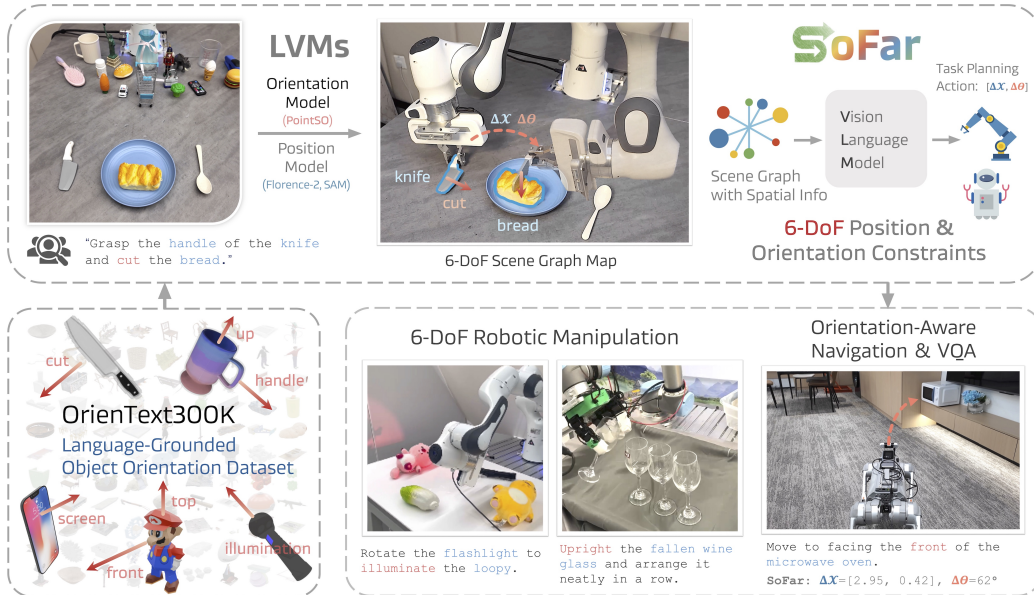 LVMs
Orientation
Model
(PointSO)
Position
Model
(Florence-2, SAM)
"Grasp the handle of the knife
and cut the bread."
ΔX Δθ
knife
cut
bread
6-DoF Scene Graph Map
SoFar
Scene Graph
with Spatial Info
Vision
Language
Model
Task Planning
Action: [ΔX, Δθ]
6-DoF Position &
Orientation Constraints
cut
up
handle
OrienText300K
Language-Grounded
Object Orientation Dataset
screen
top
front
illumination
6-DoF Robotic Manipulation
Rotate the flashlight to
illuminate the loopy.
Upright the fallen wine
glass and arrange it
neatly in a row.
Orientation-Aware
Navigation & VQA
Move to facing the front of the
microwave oven.
SoFar: ΔX=[2.95, 0.42], Δθ=62°